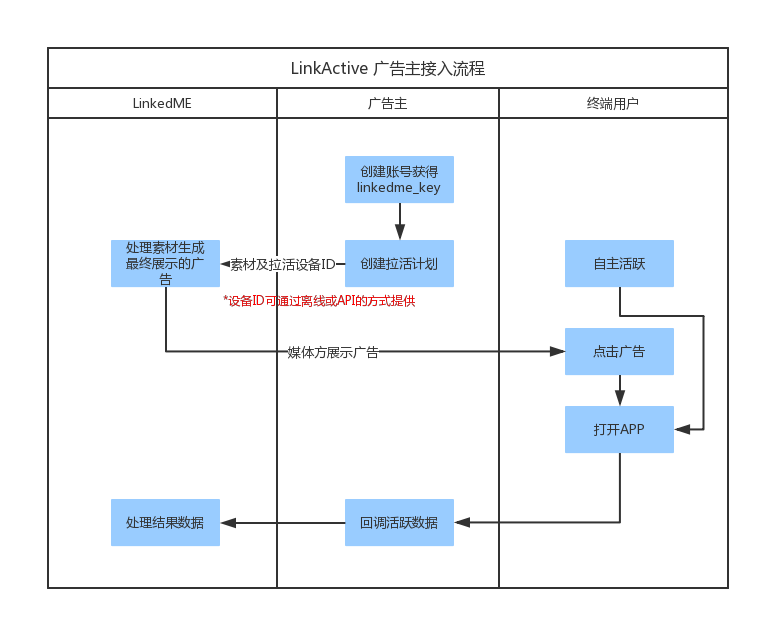 LinkActive 广告主接入流程
LinkedME
广告主
终端用户
创建账号获得
linkedme_key
处理素材生成
最终展示的广
告
素材及拉活设备ID
创建拉活计划
自主活跃
*设备ID可通过离线或API的方式提供
媒体方展示广告
点击广告
打开APP
处理结果数据
回调活跃数据